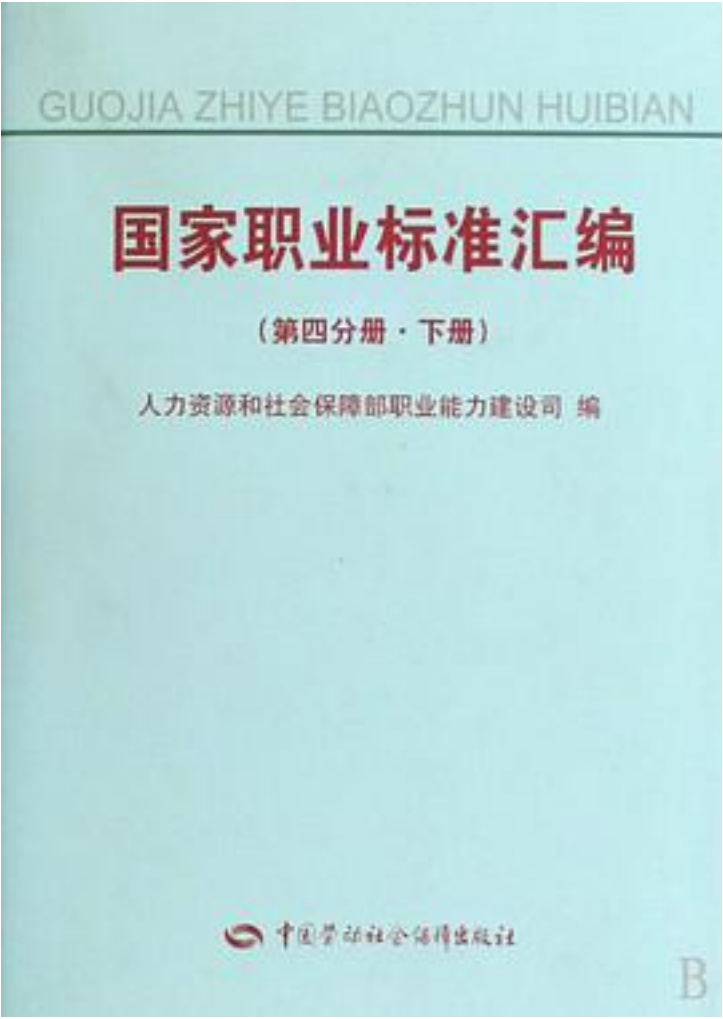 GUOJIA ZHIYE BIAOZHUN HUIBIAN
国家职业标准汇编
(第四分册·下册)
人力资源和社会保障部职业能力建设司 编
中国劳动社会保障出版社
B